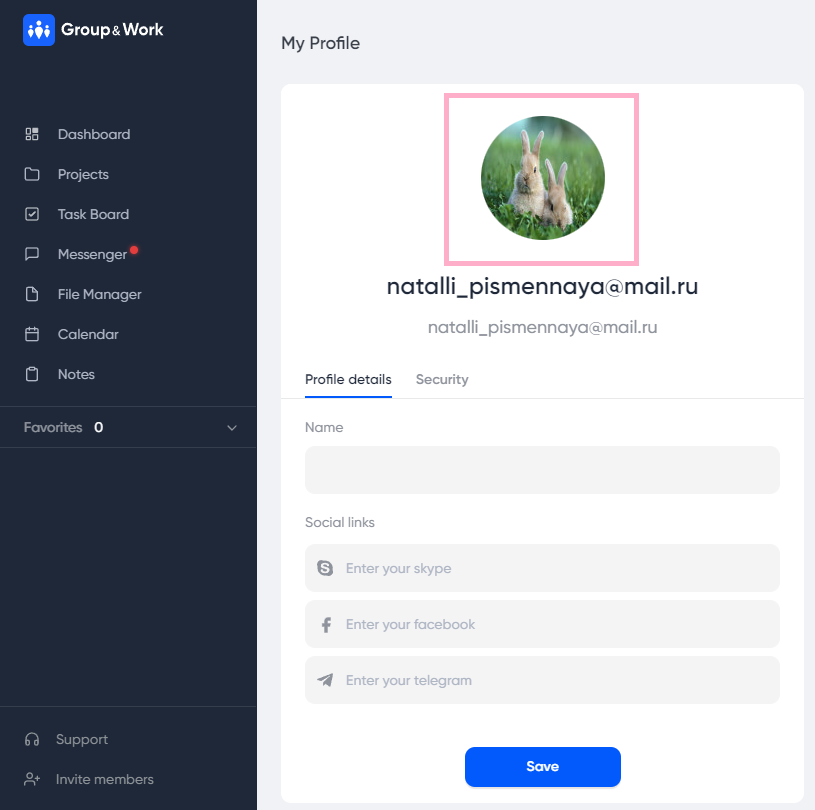 Group & Work
Dashboard
Projects
Task Board
Messenger
File Manager
Calendar
Notes
Favorites 0
Support
Invite members
My Profile
natalli_pismennaya@mail.ru
natalli_pismennaya@mail.ru
Profile details Security
Name
Social links
Enter your skype
Enter your facebook
Enter your telegram
Save